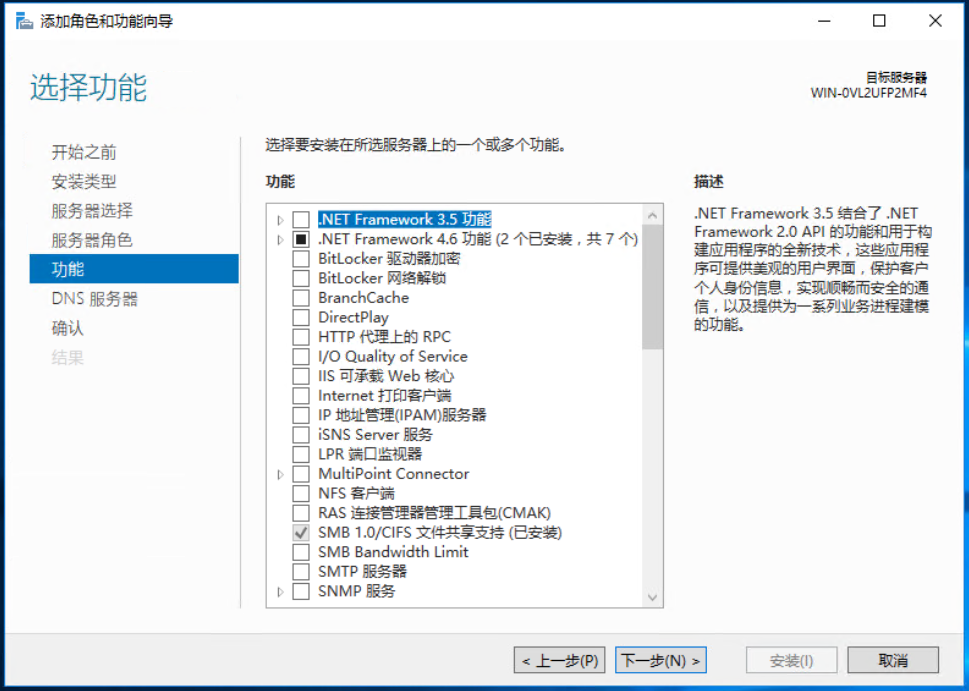 添加角色和功能向导
选择功能
目标服务器
WIN-0VL2UFP2MF4
开始之前
安装类型
服务器选择
服务器角色
功能
DNS 服务器
确认
结果
选择要安装在所选服务器上的一个或多个功能。
功能
.NET Framework 3.5 功能
.NET Framework 4.6 功能 (2 个已安装，共 7 个)
BitLocker 驱动器加密
BitLocker 网络解锁
BranchCache
DirectPlay
HTTP 代理上的 RPC
I/O Quality of Service
IIS 可承载 Web 核心
Internet 打印客户端
IP 地址管理(IPAM)服务器
iSNS Server 服务
LPR 端口监视器
MultiPoint Connector
NFS 客户端
RAS 连接管理器管理工具包(CMAK)
SMB 1.0/CIFS 文件共享支持 (已安装)
SMB Bandwidth Limit
SMTP 服务器
SNMP 服务
描述
.NET Framework 3.5 结合了 .NET
Framework 2.0 API 的功能和用于构
建应用程序的全新技术，这些应用程
序可提供美观的用户界面，保护客户
个人身份信息，实现顺畅而安全的通
信，以及提供为一系列业务进程建模
的功能。
< 上一步(P)
下一步(N) >
安装(I)
取消